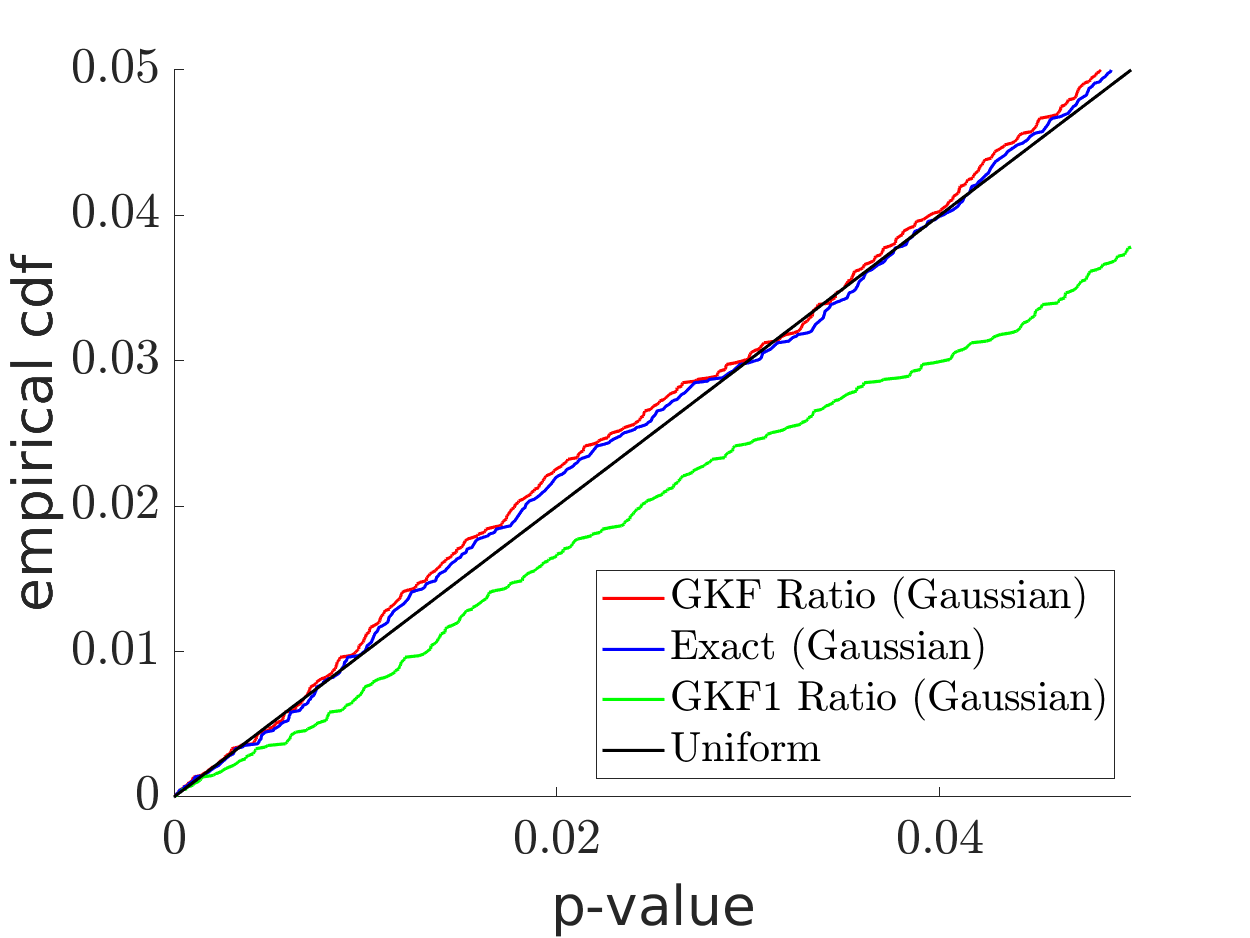 0.05
0.04
0.03
0.02
0.01
0
empirical cdf
GKF Ratio (Gaussian)
Exact (Gaussian)
GKF1 Ratio (Gaussian)
Uniform
0
0.02
0.04
p-value